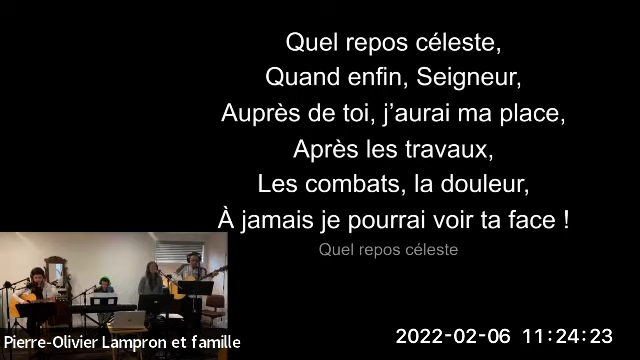 Quel repos céleste,
Quand enfin, Seigneur,
Auprès de toi, j’aurai ma place,
Après les travaux,
Les combats, la douleur,
À jamais je pourrai voir ta face !
Quel repos céleste
Pierre-Olivier Lampron et famille
2022-02-06 11:24:23